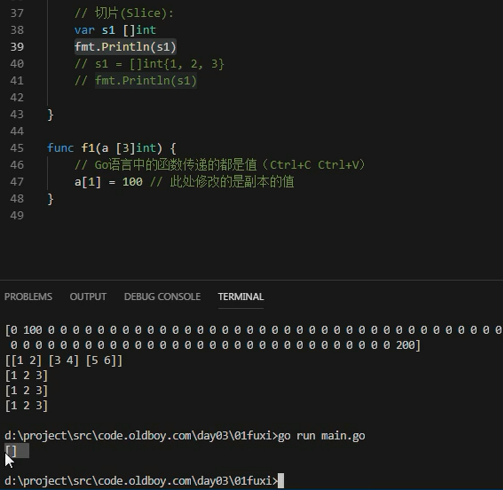 37 // 切片(Slice):
38 var s1 []int
39 fmt.Println(s1)
40 // s1 = []int{1, 2, 3}
41 // fmt.Println(s1)
42
43 }
44
45 func f1(a [3]int) {
46 // Go语言中的函数传递的都是值（Ctrl+C Ctrl+V）
47 a[1] = 100 // 此处修改的是副本的值
48 }
49
PROBLEMS OUTPUT DEBUG CONSOLE TERMINAL
[0 100 0 0 0 0 0 0 0 0 0 0 0 0 0 0 0 0 0 0 0 0 0 0 0 0 0 0 0 0 0 0 0 0 0 0 0 0 0
0 0 0 0 0 0 0 0 0 0 0 0 0 0 0 0 0 0 0 0 0 0 0 0 0 0 0 0 0 0 0 200]
[[1 2] [3 4] [5 6]]
[1 2 3]
[1 2 3]
[1 2 3]
d:\project\src\code.oldboy.com\day03\01fuxi>go run main.go
[]
d:\project\src\code.oldboy.com\day03\01fuxi>